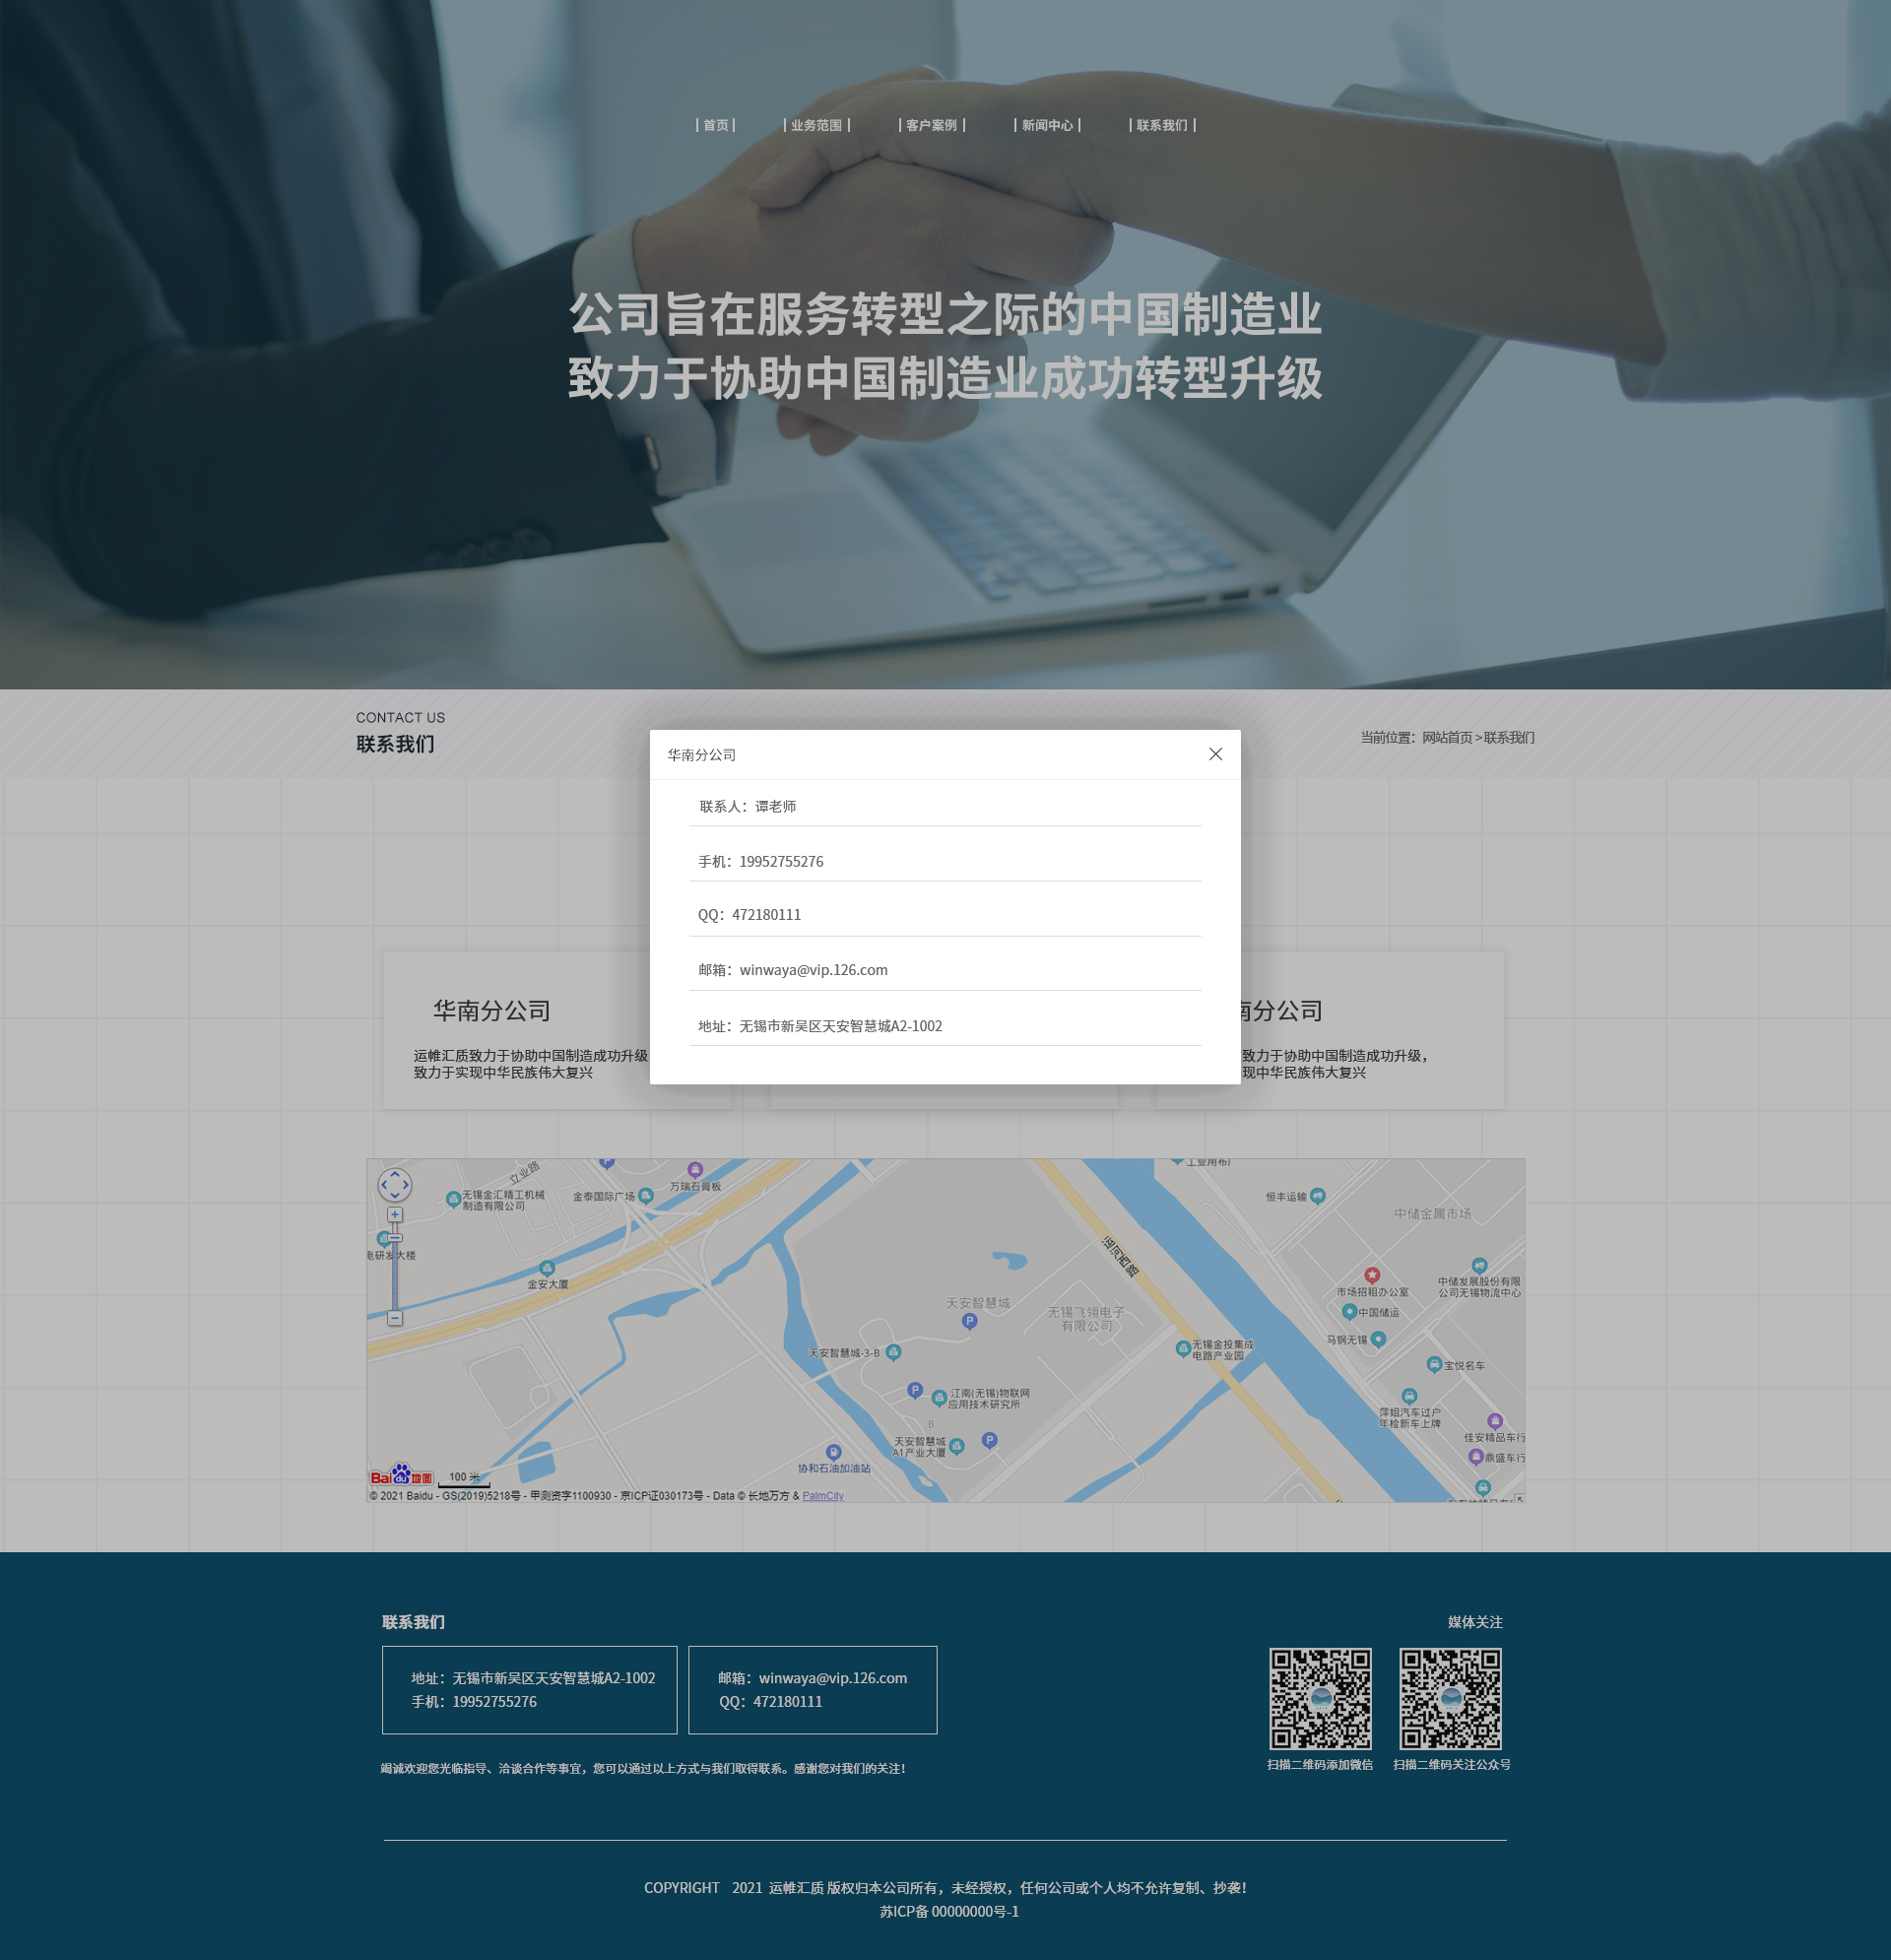 首页
业务范围
客户案例
新闻中心
联系我们
公司旨在服务转型之际的中国制造业
致力于协助中国制造业成功转型升级
CONTACT US
联系我们
当前位置：网站首页 > 联系我们
华南分公司
联系人：谭老师
手机：19952755276
QQ：472180111
邮箱：winwaya@vip.126.com
地址：无锡市新吴区天安智慧城A2-1002
华南分公司
运帷汇质致力于协助中国制造成功升级
致力于实现中华民族伟大复兴
南分公司
致力于协助中国制造成功升级，
现中华民族伟大复兴
立业路
无锡金汇精工机械
制造有限公司
金泰国际广场
万瑞石膏板
恒丰运输
中储金属市场
电研发大楼
金安大厦
市场招租办公室
中储发展股份有限
公司无锡物流中心
中国储运
天安智慧城
无锡飞领电子
有限公司
马钢无锡
天安智慧城-3-B
无锡金投集成
电路产业园
宝悦名车
江南(无锡)物联网
应用技术研究所
B
萍姐汽车过户
年检新车上牌
天安智慧城
A1产业大厦
佳安精品车行
鼎盛车行
协和石油加油站
Bai du 地图
100 米
© 2021 Baidu - GS(2019)5218号 - 甲测资字1100930 - 京ICP证030173号 - Data © 长地万方 & PalmCity
联系我们
地址：无锡市新吴区天安智慧城A2-1002
手机：19952755276
邮箱：winwaya@vip.126.com
QQ：472180111
竭诚欢迎您光临指导、洽谈合作等事宜，您可以通过以上方式与我们取得联系。感谢您对我们的关注！
媒体关注
扫描二维码添加微信
扫描二维码关注公众号
COPYRIGHT 2021 运帷汇质 版权归本公司所有，未经授权，任何公司或个人均不允许复制、抄袭！
苏ICP备 00000000号-1